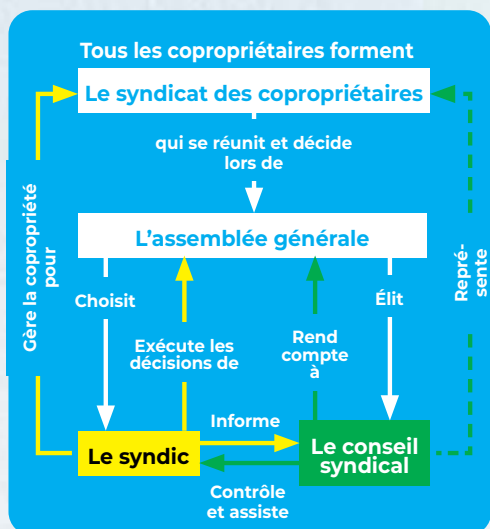 Tous les copropriétaires forment
Le syndicat des copropriétaires
qui se réunit et décide
lors de
L’assemblée générale
Gère la copropriété
pour
Choisit
Exécute les
décisions de
Rend
compte
à
Élit
Repré-
sente
Le syndic
Informe
Le conseil
syndical
Contrôle
et assiste